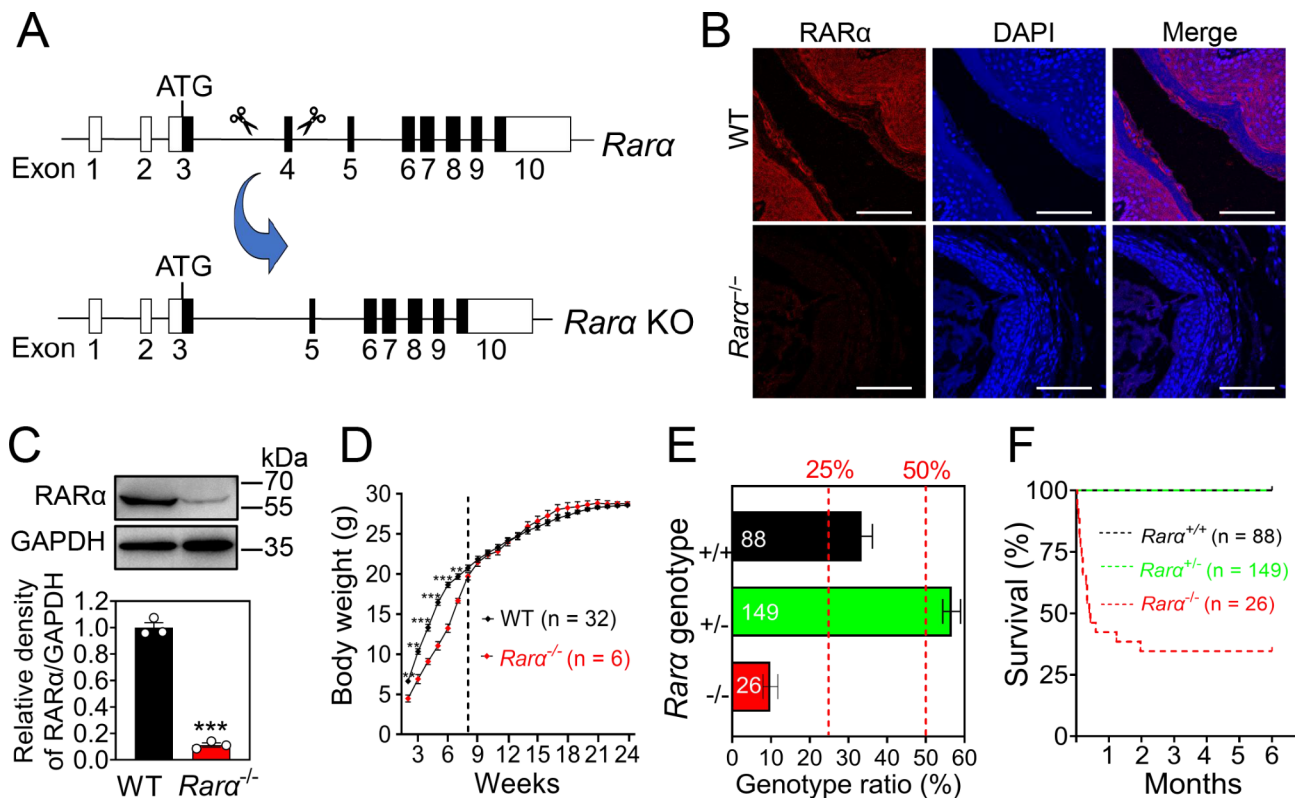 A
ATG
Rarα
Exon 1 2 3 4 5 6 7 8 9 10
ATG
Rarα KO
Exon 1 2 3 5 6 7 8 9 10
B
RARα DAPI Merge
WT
Rarα-/-
C
kDa
RARα
70
55
GAPDH
35
Relative density
of RARα/GAPDH
1.2
1.0
0.8
0.6
0.4
0.2
0.0
***
WT Rarα-/-
D
Body weight (g)
30
25
20
15
10
5
0
** ** *** *** *** ***
WT (n = 32)
Rarα-/- (n = 6)
3 6 9 12 15 18 21 24
Weeks
E
25% 50%
Rarα genotype
+/+ 88
+/- 149
-/- 26
0 10 20 30 40 50 60
Genotype ratio (%)
F
Survival (%)
100
75
50
25
0
Rarα+/+ (n = 88)
Rarα+/- (n = 149)
Rarα-/- (n = 26)
1 2 3 4 5 6
Months